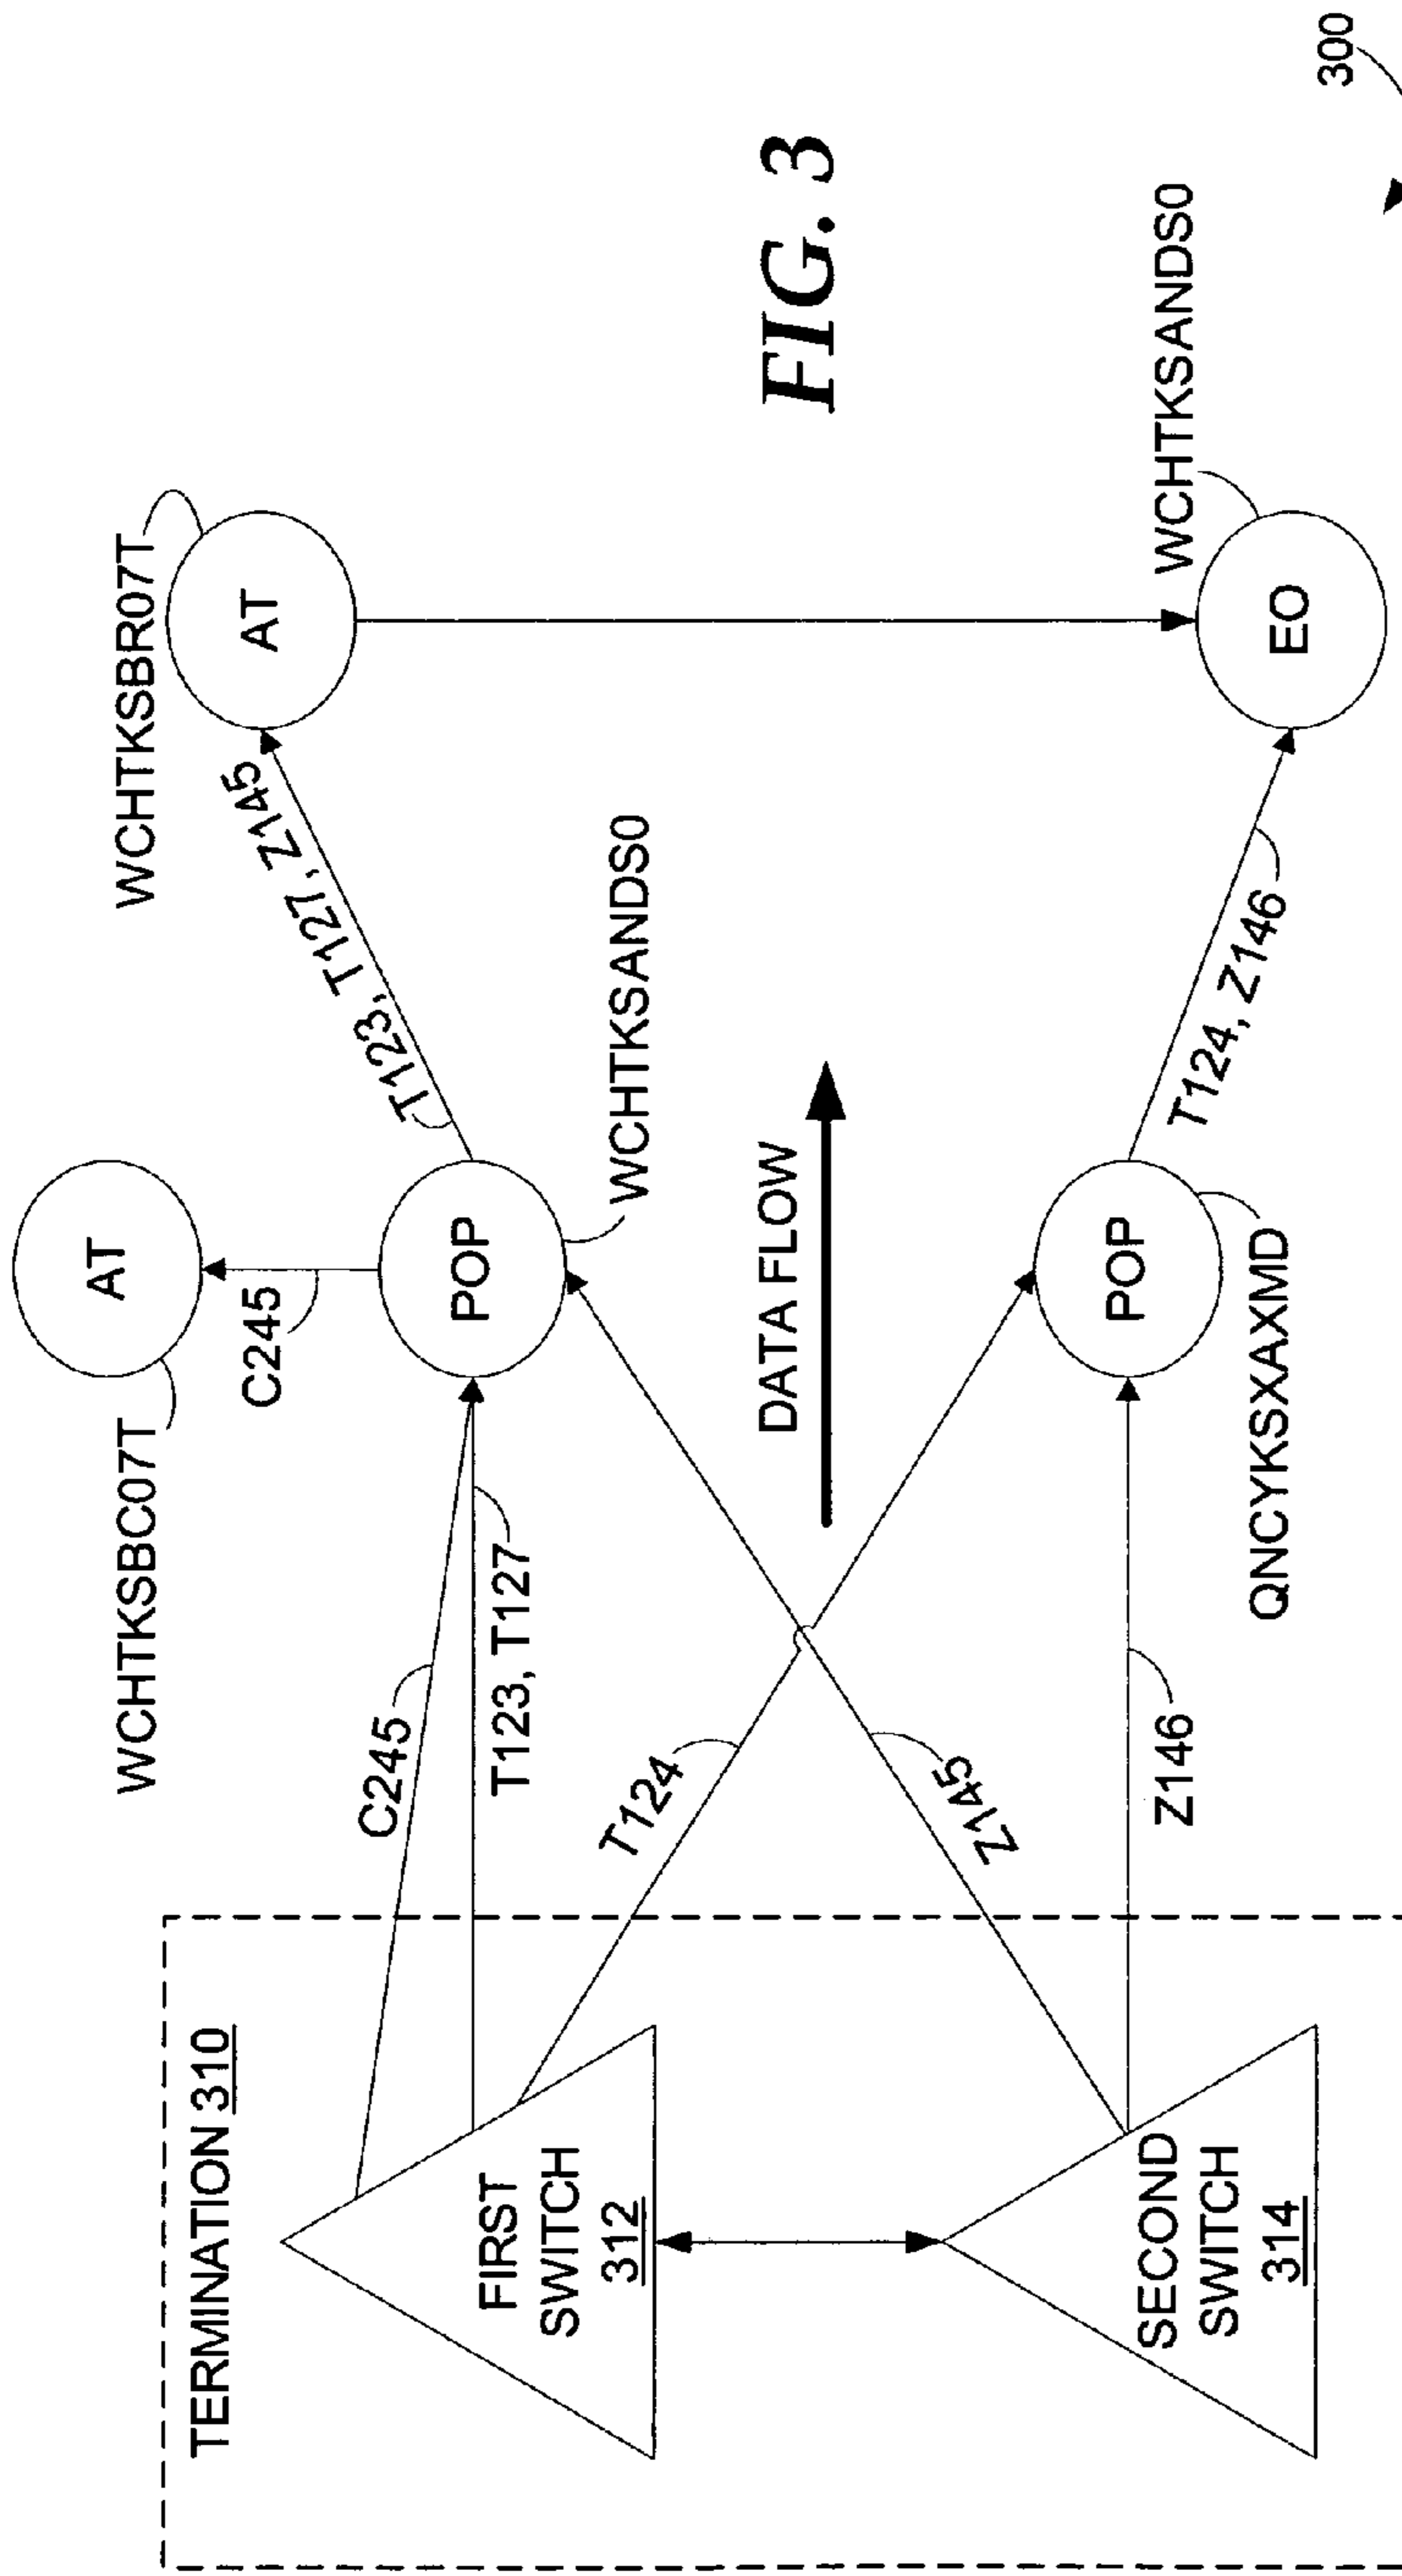 TERMINATION 310
FIRST
SWITCH
312
SECOND
SWITCH
314
C245
T123, T127
T124
Z145
Z146
WCHTKSBC07T
AT
C245
POP
WCHTKSANDS0
DATA FLOW
POP
QNCYKSXAXMD
T123, T127, Z145
T124, Z146
WCHTKSBR07T
AT
WCHTKSANDS0
EO
FIG. 3
300